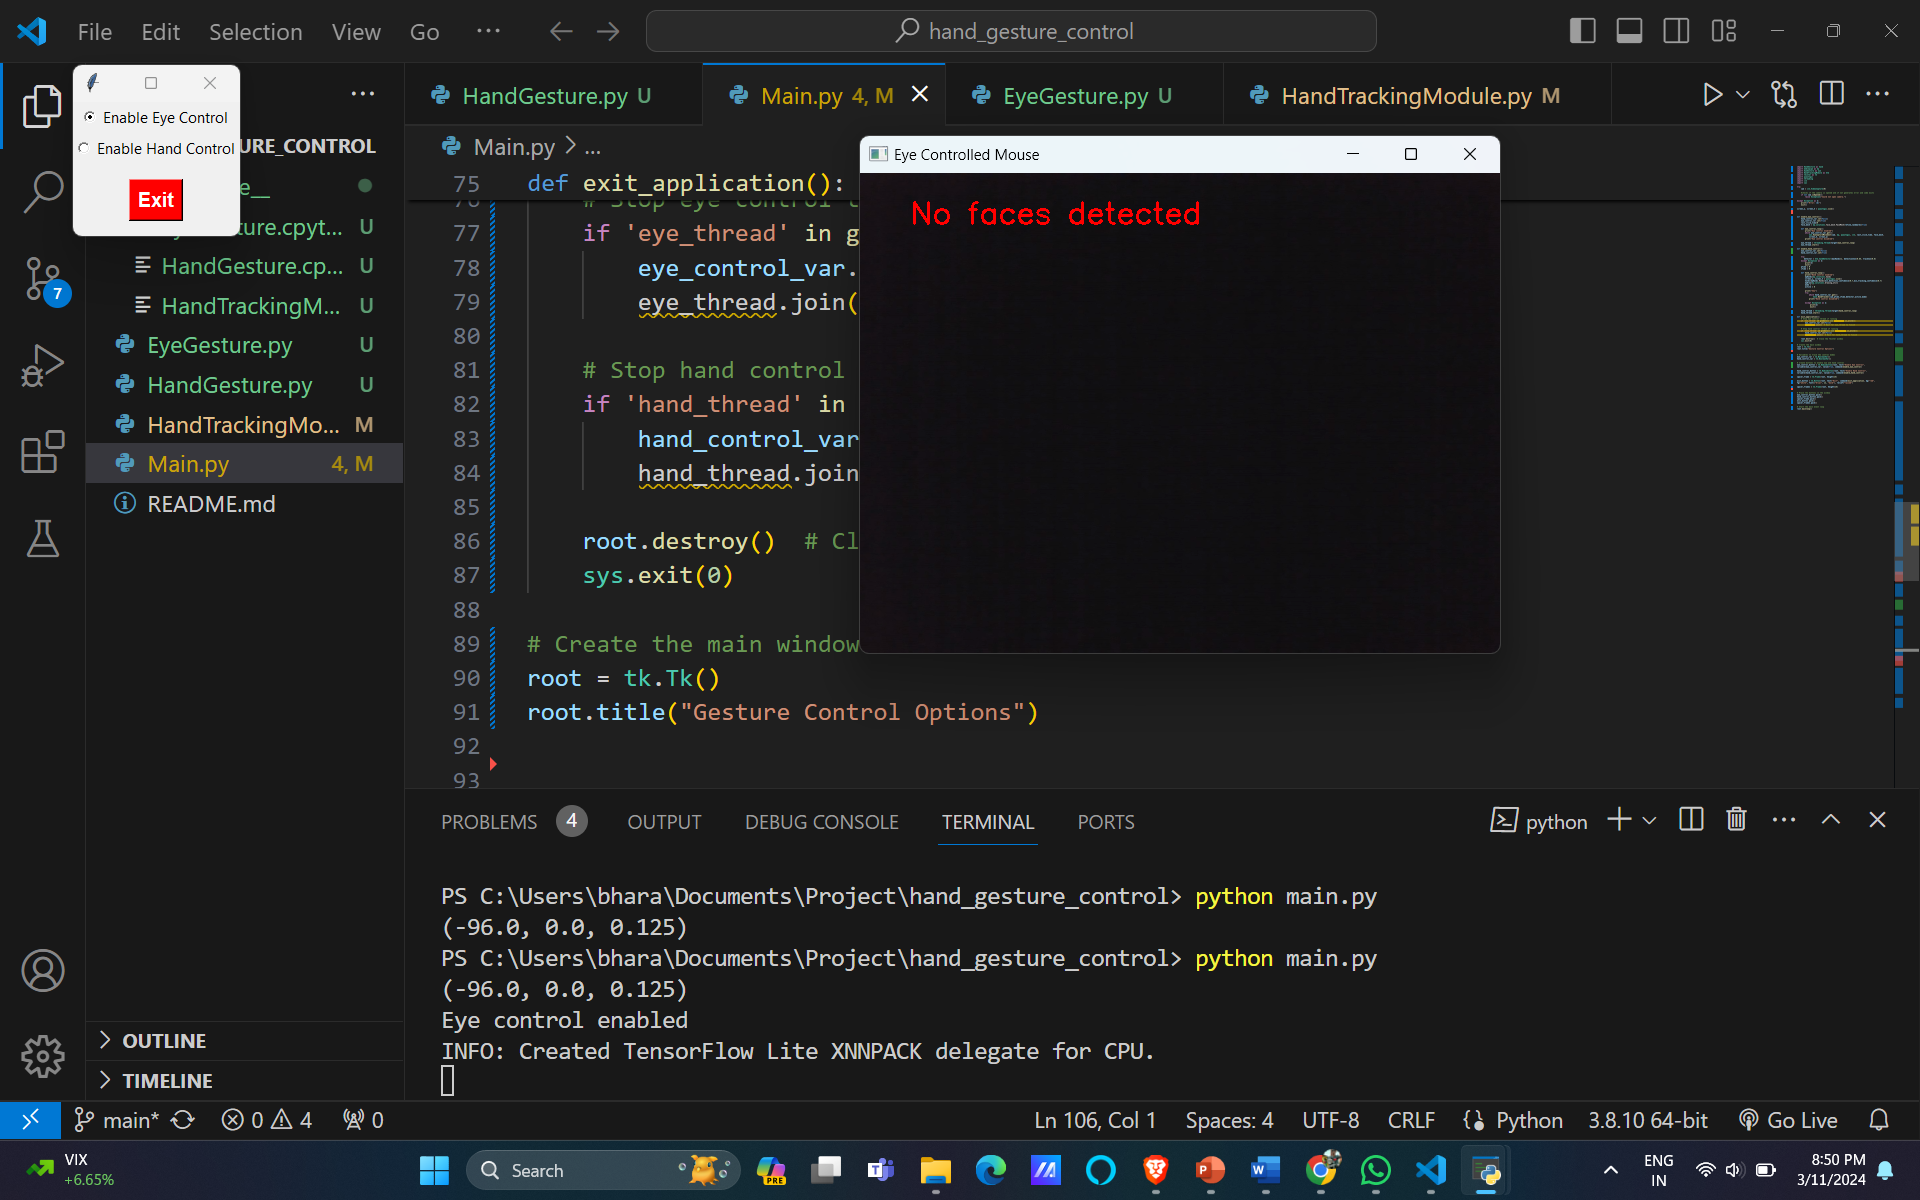 File Edit Selection View Go ···
hand_gesture_control
Enable Eye Control
Enable Hand Control
Exit
URE_CONTROL
HandGesture.py U
Main.py 4, M
EyeGesture.py U
HandTrackingModule.py M
Main.py > ...
e__
ture.cpyt... U
HandGesture.cp... U
HandTrackingM... U
EyeGesture.py U
HandGesture.py U
HandTrackingMo... M
Main.py 4, M
README.md
OUTLINE
TIMELINE
7
75 def exit_application():
77 if 'eye_thread' in g
78 eye_control_var.
79 eye_thread.join(
80
81 # Stop hand control
82 if 'hand_thread' in
83 hand_control_var
84 hand_thread.join
85
86 root.destroy() # Cl
87 sys.exit(0)
88
89 # Create the main window
90 root = tk.Tk()
91 root.title("Gesture Control Options")
92
93
Eye Controlled Mouse
No faces detected
PROBLEMS 4 OUTPUT DEBUG CONSOLE TERMINAL PORTS
python
PS C:\Users\bhara\Documents\Project\hand_gesture_control> python main.py
(-96.0, 0.0, 0.125)
PS C:\Users\bhara\Documents\Project\hand_gesture_control> python main.py
(-96.0, 0.0, 0.125)
Eye control enabled
INFO: Created TensorFlow Lite XNNPACK delegate for CPU.
main* 0 4 0
Ln 106, Col 1 Spaces: 4 UTF-8 CRLF Python 3.8.10 64-bit Go Live
VIX
+6.65%
Search
PRE
ENG
IN
8:50 PM
3/11/2024